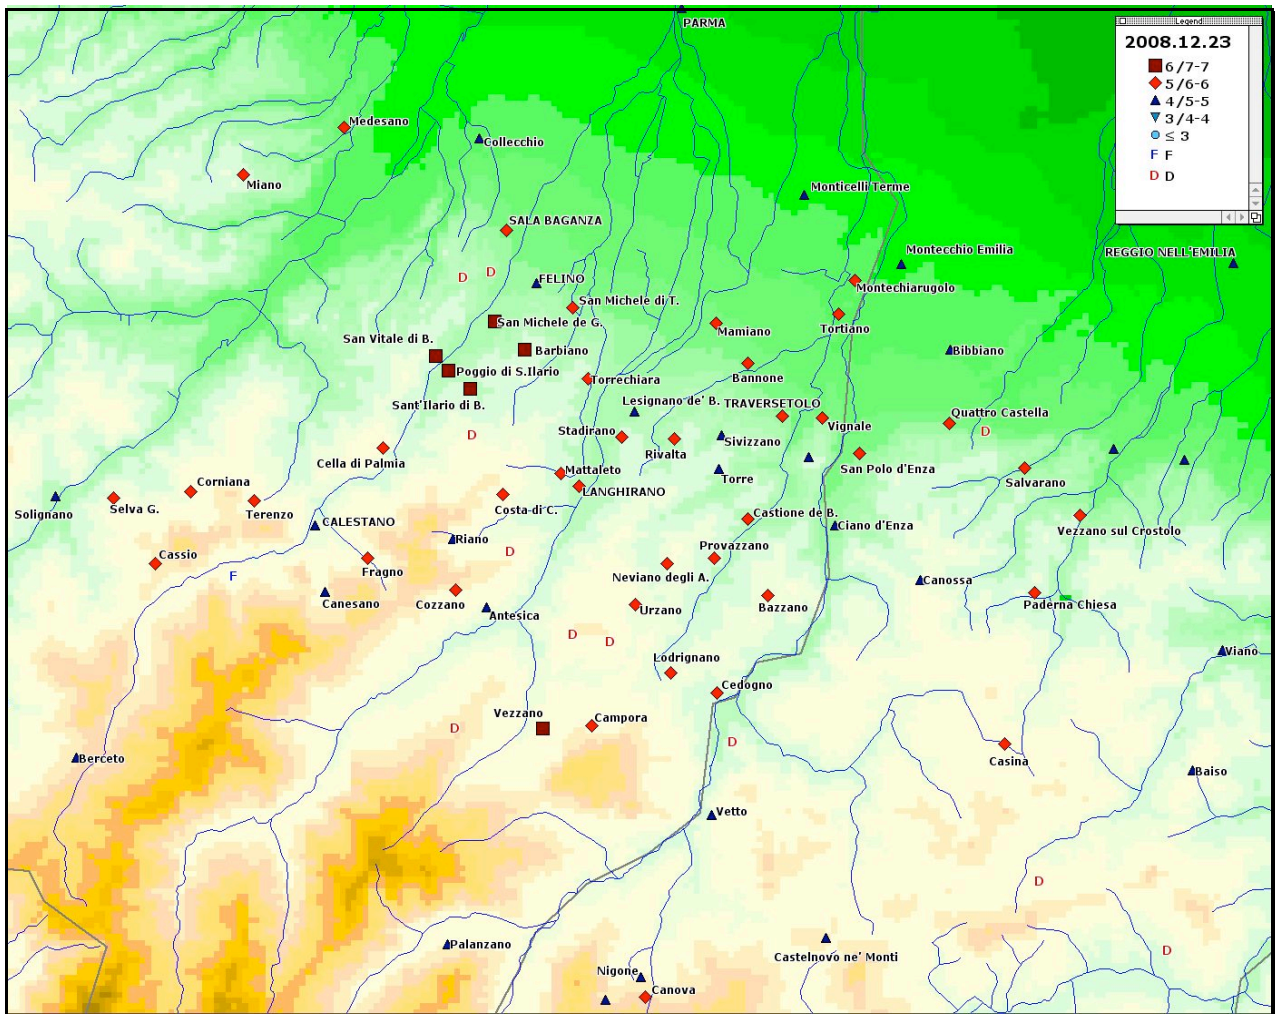 PARMA
Legend
2008.12.23
6/7-7
5/6-6
4/5-5
3/4-4
≤ 3
F F
D D
Medesano
Collecchio
Miano
Monticelli Terme
SALA BAGANZA
Montecchio Emilia
REGGIO NELL'EMILIA
D D
FELINO
Montechiarugolo
San Michele di T.
San Michele de G.
Mamiano
Tortiano
San Vitale di B.
Barbiano
Bibbiano
Poggio di S.Ilario
Torrechiara
Bannone
Sant'Ilario di B.
Lesignano de' B.
TRAVERSETOLO
Quattro Castella
Stadirano
Vignale
D
D
Sivizzano
Rivalta
Cella di Palmia
San Polo d'Enza
Mattaleto
Torre
Salvarano
Corniana
LANGHIRANO
Solignano
Selva G.
Terenzo
Costa di C.
Castione de B.
CALESTANO
Ciano d'Enza
Vezzano sul Crostolo
Riano
Provazzano
Cassio
D
Fragno
F
Neviano degli A.
Canossa
Canesano
Cozzano
Antesica
Urzano
Bazzano
Paderna Chiesa
D
D
Viano
Lodrignano
Cedogno
Vezzano
Campora
D
D
Berceto
Casina
Baiso
Vetto
D
Palanzano
Castelnovo ne' Monti
D
Nigone
Canova